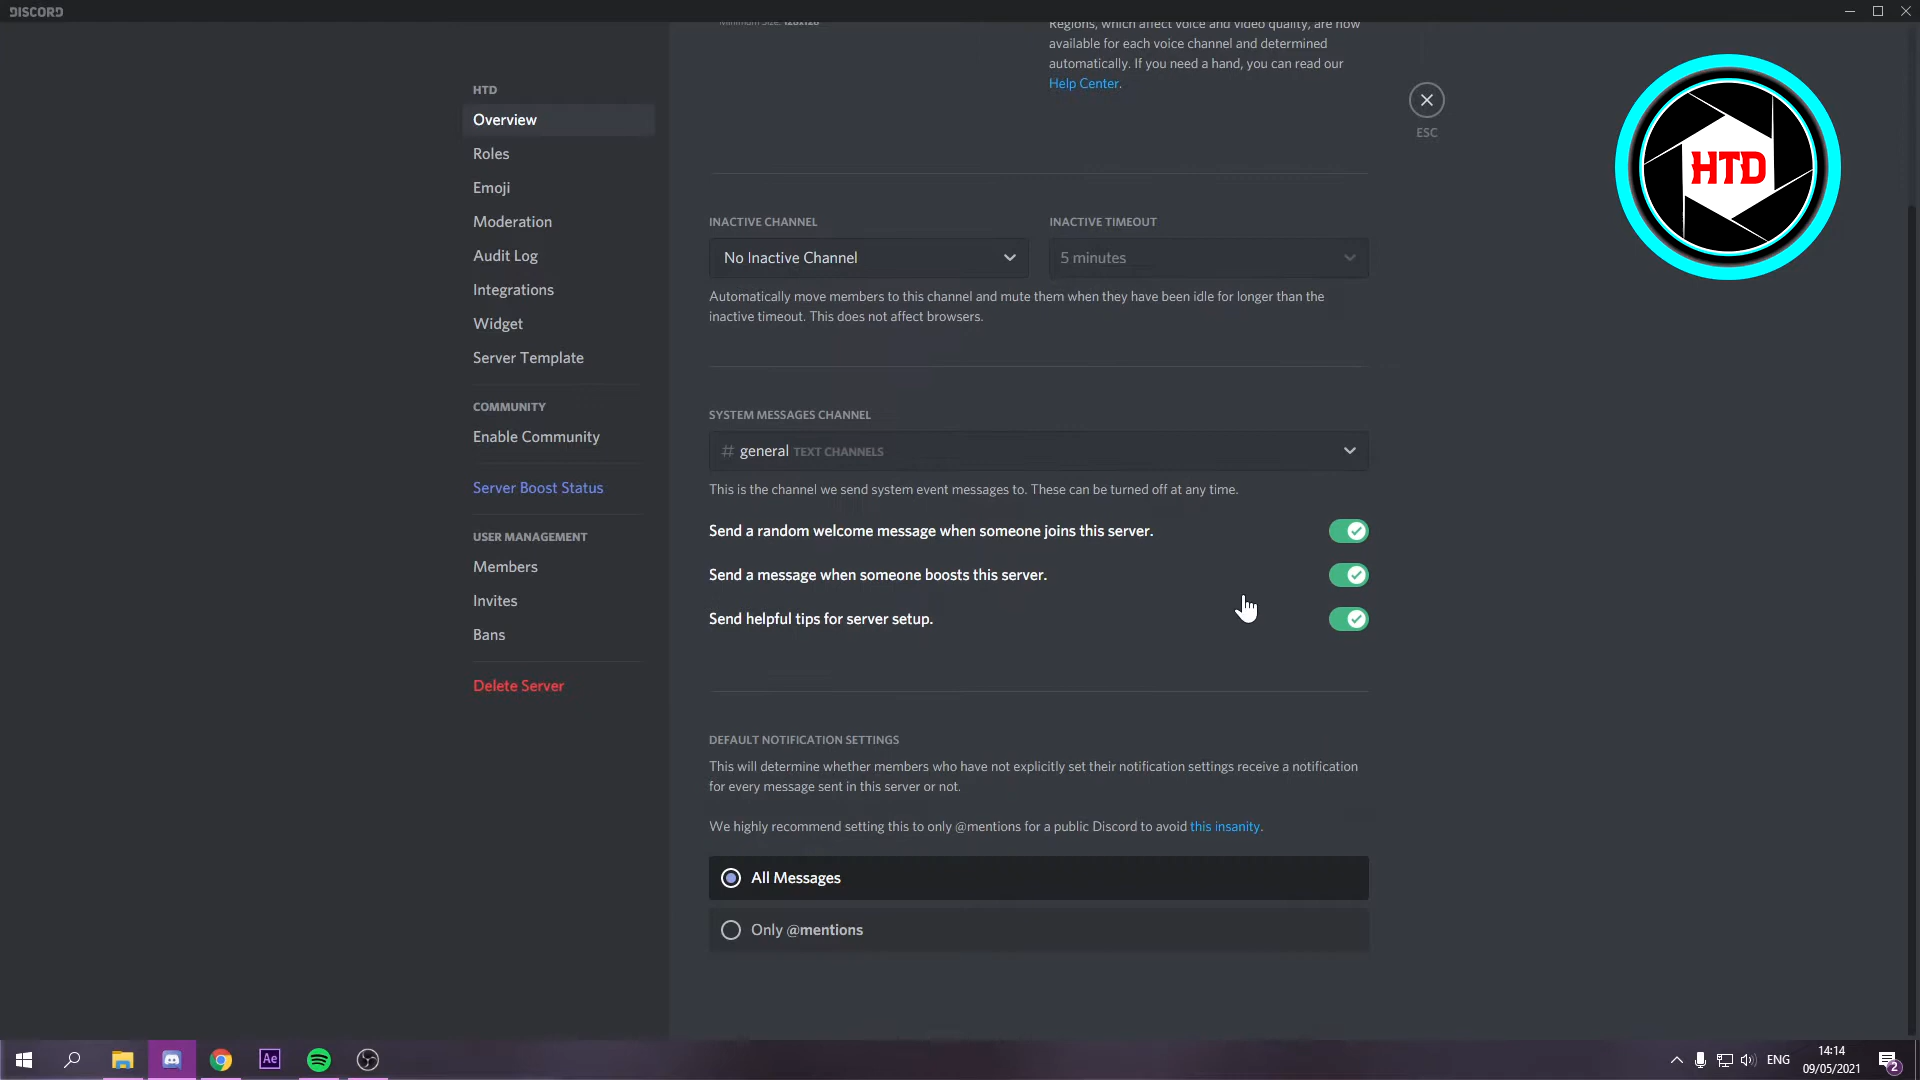 DISCORD
Minimum Size: 128x128
Regions, which affect voice and video quality, are now
available for each voice channel and determined
automatically. If you need a hand, you can read our
Help Center.
ESC
HTD
HTD
Overview
Roles
Emoji
Moderation
Audit Log
Integrations
Widget
Server Template
COMMUNITY
Enable Community
Server Boost Status
USER MANAGEMENT
Members
Invites
Bans
Delete Server
INACTIVE CHANNEL
INACTIVE TIMEOUT
No Inactive Channel
5 minutes
Automatically move members to this channel and mute them when they have been idle for longer than the
inactive timeout. This does not affect browsers.
SYSTEM MESSAGES CHANNEL
# general TEXT CHANNELS
This is the channel we send system event messages to. These can be turned off at any time.
Send a random welcome message when someone joins this server.
Send a message when someone boosts this server.
Send helpful tips for server setup.
DEFAULT NOTIFICATION SETTINGS
This will determine whether members who have not explicitly set their notification settings receive a notification
for every message sent in this server or not.
We highly recommend setting this to only @mentions for a public Discord to avoid this insanity.
All Messages
Only @mentions
Ae
ENG
14:14
09/05/2021
2